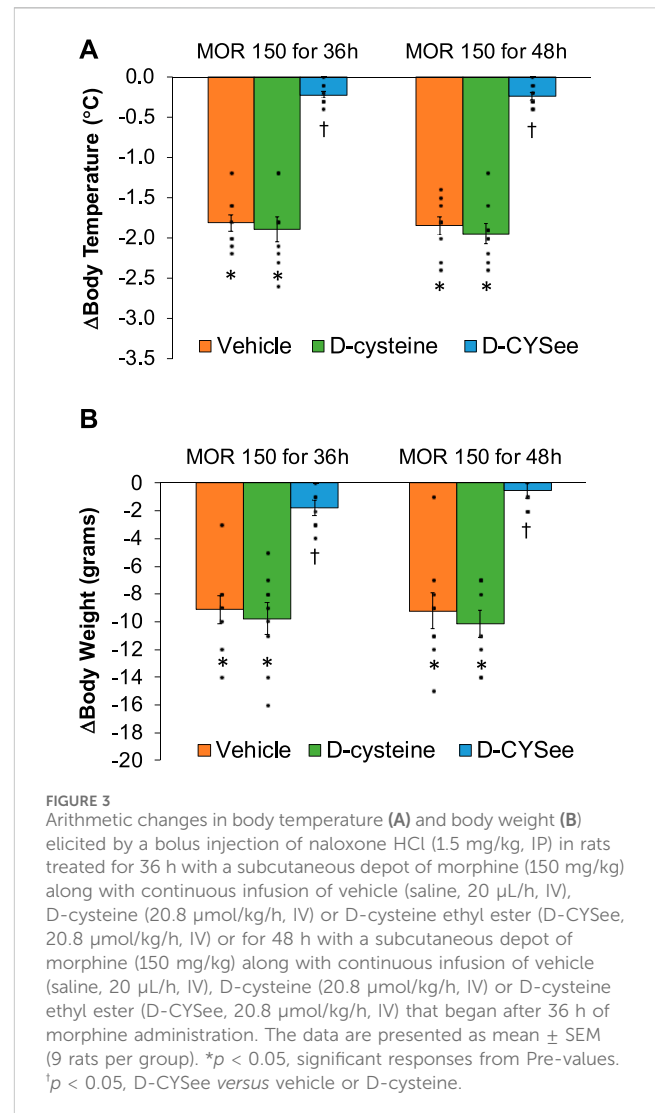 A
MOR 150 for 36h MOR 150 for 48h
0.0
-0.5
-1.0
-1.5
-2.0
-2.5
-3.0
-3.5
ΔBody Temperature (°C)
† †
* * * *
Vehicle D-cysteine D-CYSee
B
MOR 150 for 36h MOR 150 for 48h
0
-2
-4
-6
-8
-10
-12
-14
-16
-18
-20
ΔBody Weight (grams)
† †
* * * *
Vehicle D-cysteine D-CYSee
FIGURE 3
Arithmetic changes in body temperature (A) and body weight (B)
elicited by a bolus injection of naloxone HCl (1.5 mg/kg, IP) in rats
treated for 36 h with a subcutaneous depot of morphine (150 mg/kg)
along with continuous infusion of vehicle (saline, 20 μL/h, IV),
D-cysteine (20.8 μmol/kg/h, IV) or D-cysteine ethyl ester (D-CYSee,
20.8 μmol/kg/h, IV) or for 48 h with a subcutaneous depot of
morphine (150 mg/kg) along with continuous infusion of vehicle
(saline, 20 μL/h, IV), D-cysteine (20.8 μmol/kg/h, IV) or D-cysteine
ethyl ester (D-CYSee, 20.8 μmol/kg/h, IV) that began after 36 h of
morphine administration. The data are presented as mean ± SEM
(9 rats per group). *p < 0.05, significant responses from Pre-values.
†p < 0.05, D-CYSee versus vehicle or D-cysteine.